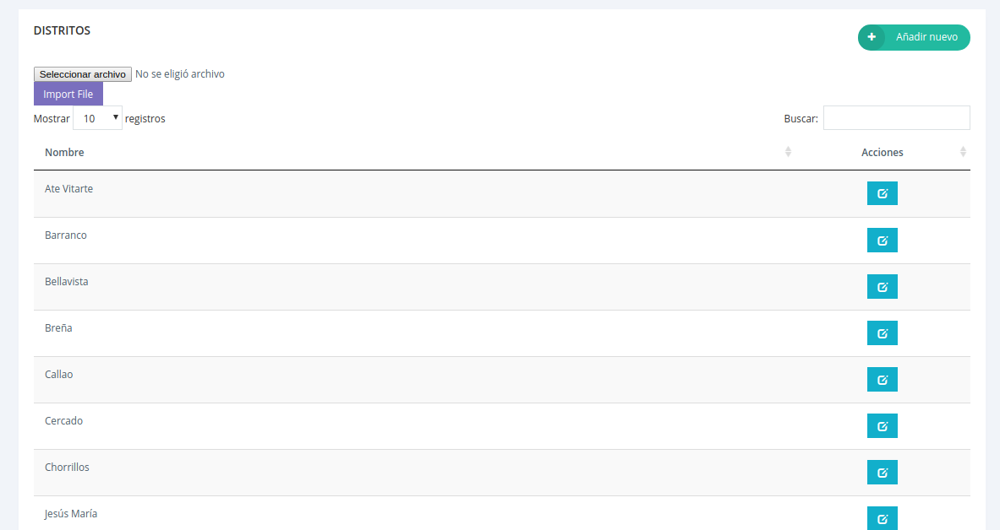 DISTRITOS
Añadir nuevo
Seleccionar archivo No se eligió archivo
Import File
Mostrar 10 registros
Buscar:
Nombre Acciones
Ate Vitarte
Barranco
Bellavista
Breña
Callao
Cercado
Chorrillos
Jesús María